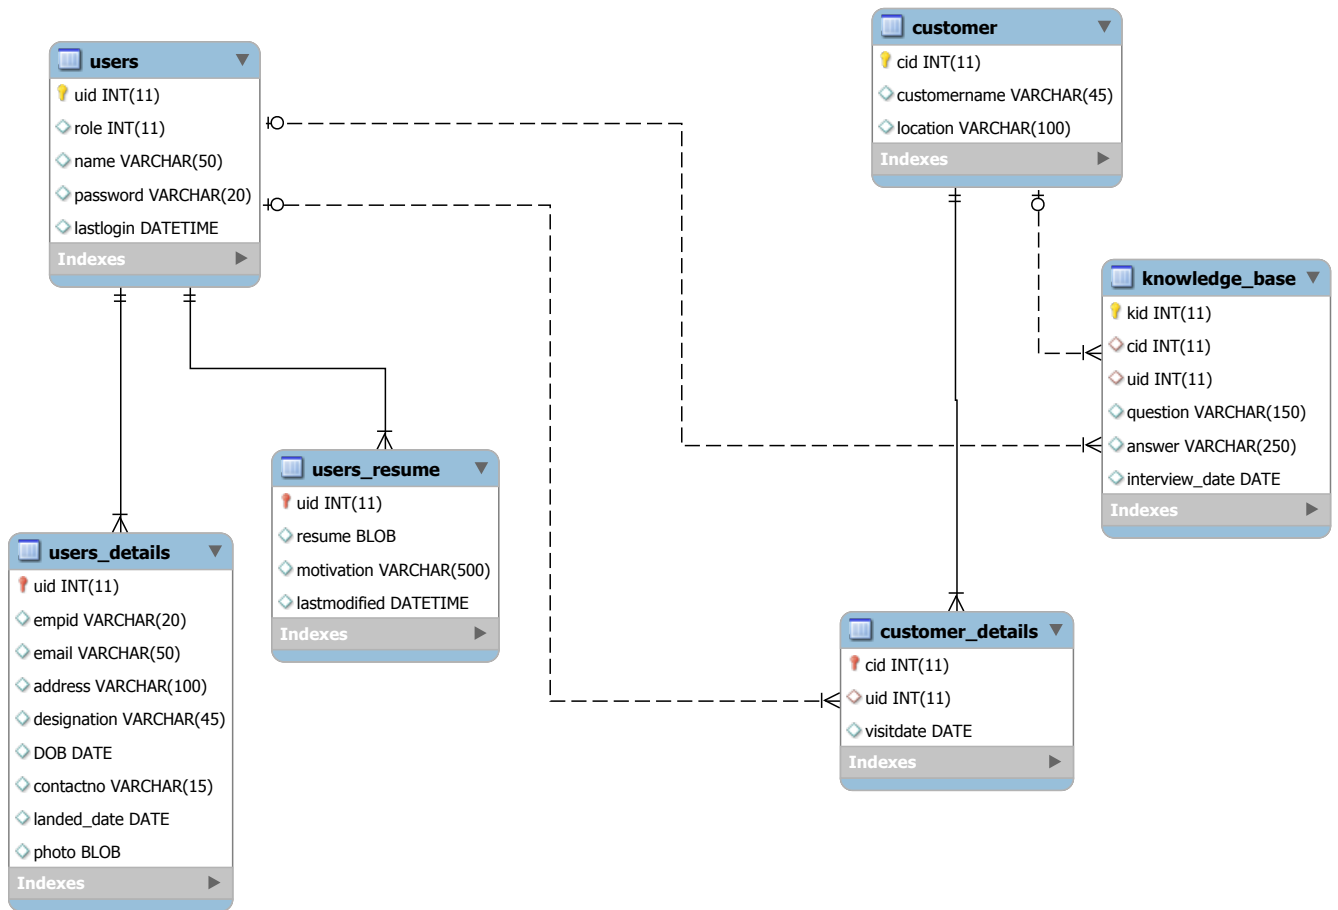 users
uid INT(11)
role INT(11)
name VARCHAR(50)
password VARCHAR(20)
lastlogin DATETIME
Indexes
customer
cid INT(11)
customername VARCHAR(45)
location VARCHAR(100)
Indexes
knowledge_base
kid INT(11)
cid INT(11)
uid INT(11)
question VARCHAR(150)
answer VARCHAR(250)
interview_date DATE
Indexes
users_resume
uid INT(11)
resume BLOB
motivation VARCHAR(500)
lastmodified DATETIME
Indexes
users_details
uid INT(11)
empid VARCHAR(20)
email VARCHAR(50)
address VARCHAR(100)
designation VARCHAR(45)
DOB DATE
contactno VARCHAR(15)
landed_date DATE
photo BLOB
Indexes
customer_details
cid INT(11)
uid INT(11)
visitdate DATE
Indexes